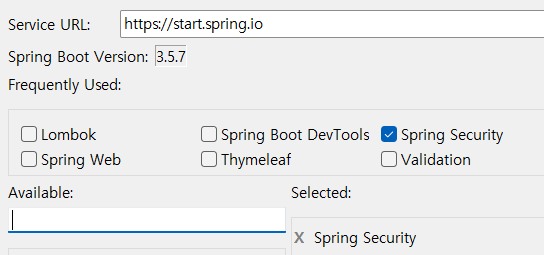 Service URL: https://start.spring.io
Spring Boot Version: 3.5.7
Frequently Used:
Lombok Spring Boot DevTools Spring Security
Spring Web Thymeleaf Validation
Available: Selected:
X Spring Security